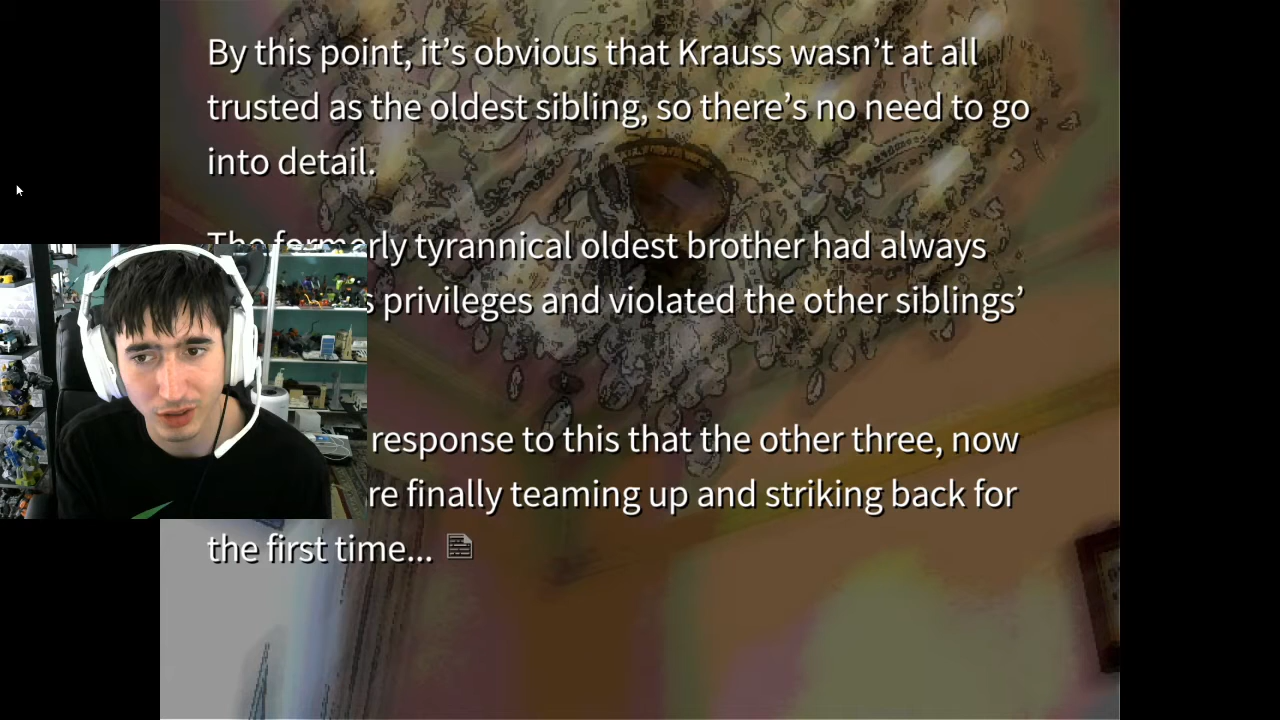 By this point, it's obvious that Krauss wasn't at all
trusted as the oldest sibling, so there's no need to go
into detail.
The formerly tyrannical oldest brother had always
privileges and violated the other siblings'
response to this that the other three, now
finally teaming up and striking back for
the first time...